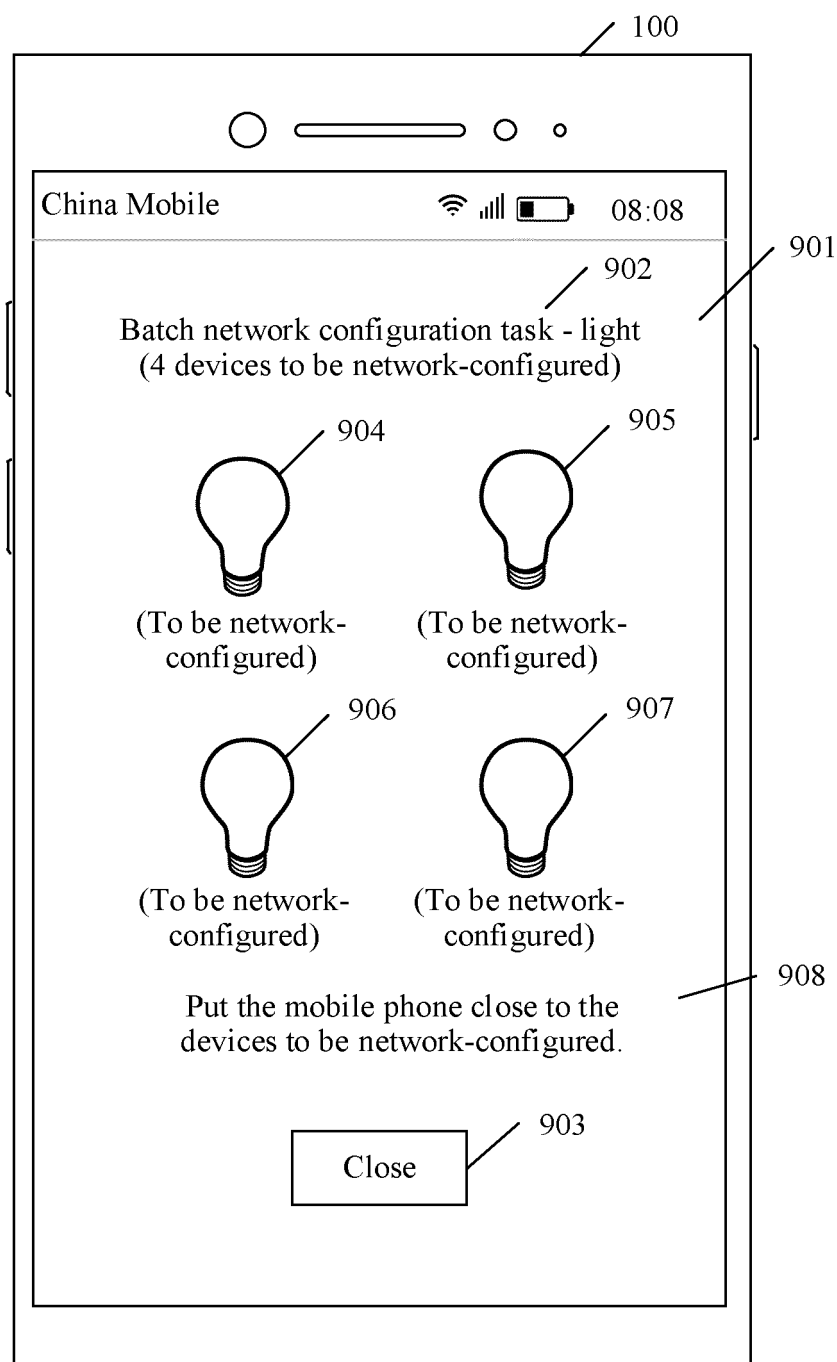 100
China Mobile 08:08
901
902
Batch network configuration task - light
(4 devices to be network-configured)
904 905
(To be network-
configured)
(To be network-
configured)
906 907
(To be network-
configured)
(To be network-
configured)
908
Put the mobile phone close to the
devices to be network-configured.
903
Close